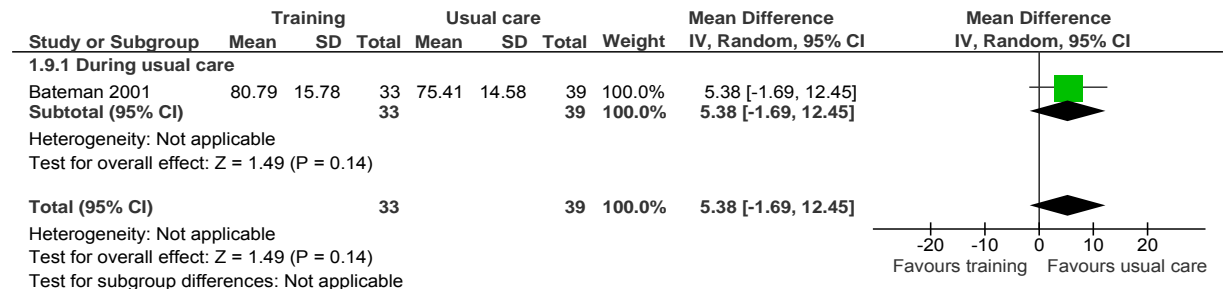 Training Usual care Mean Difference Mean Difference
Study or Subgroup Mean SD Total Mean SD Total Weight IV, Random, 95% CI IV, Random, 95% CI
1.9.1 During usual care
Bateman 2001 80.79 15.78 33 75.41 14.58 39 100.0% 5.38 [-1.69, 12.45]
Subtotal (95% CI) 33 39 100.0% 5.38 [-1.69, 12.45]
Heterogeneity: Not applicable
Test for overall effect: Z = 1.49 (P = 0.14)
Total (95% CI) 33 39 100.0% 5.38 [-1.69, 12.45]
Heterogeneity: Not applicable
Test for overall effect: Z = 1.49 (P = 0.14)
Test for subgroup differences: Not applicable
-20 -10 0 10 20
Favours training Favours usual care